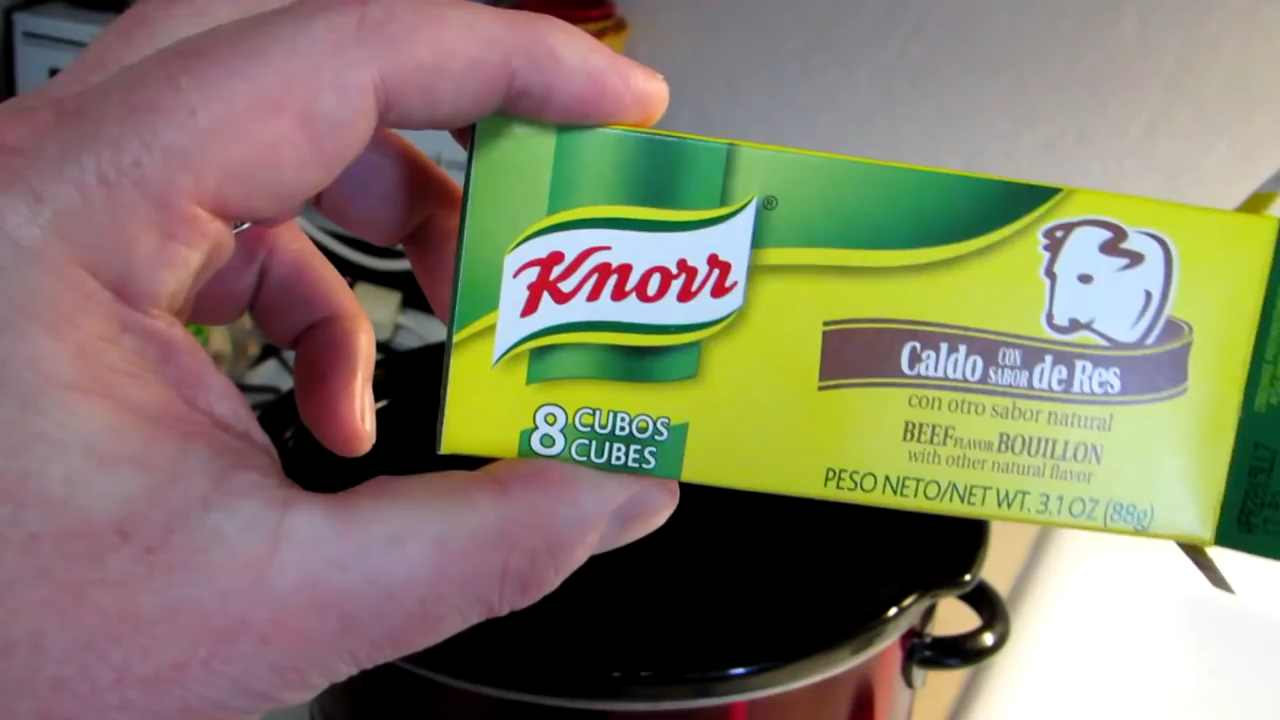 Knorr®
Caldo CON SABOR de Res
con otro sabor natural
BEEF FLAVOR BOUILLON
with other natural flavor
8 CUBOS
CUBES
PESO NETO/NET WT. 3.1 OZ (88g)